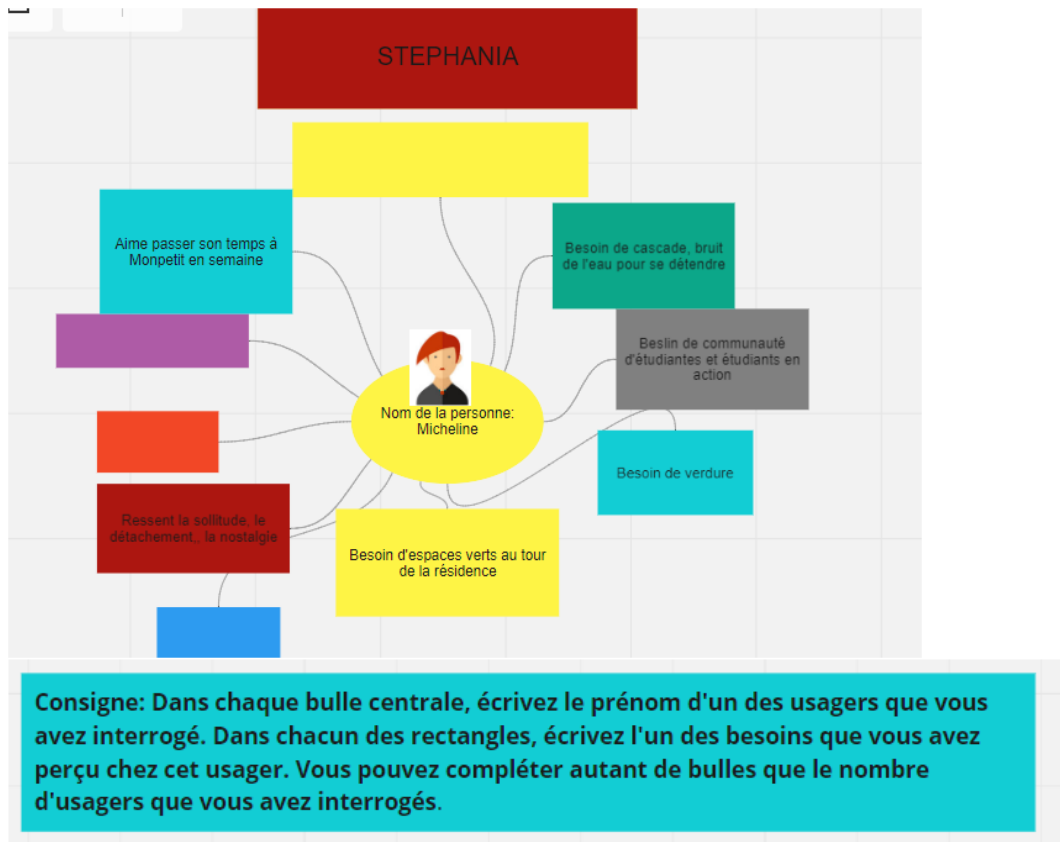 STEPHANIA
Aime passer son temps à
Monpetit en semaine
Besoin de cascade, bruit
de l'eau pour se détendre
Beslin de communauté
d'étudiantes et étudiants en
action
Nom de la personne:
Micheline
Besoin de verdure
Ressent la sollitude, le
détachement., la nostalgie
Besoin d'espaces verts au tour
de la résidence
Consigne: Dans chaque bulle centrale, écrivez le prénom d'un des usagers que vous
avez interrogé. Dans chacun des rectangles, écrivez l'un des besoins que vous avez
perçu chez cet usager. Vous pouvez compléter autant de bulles que le nombre
d'usagers que vous avez interrogés.